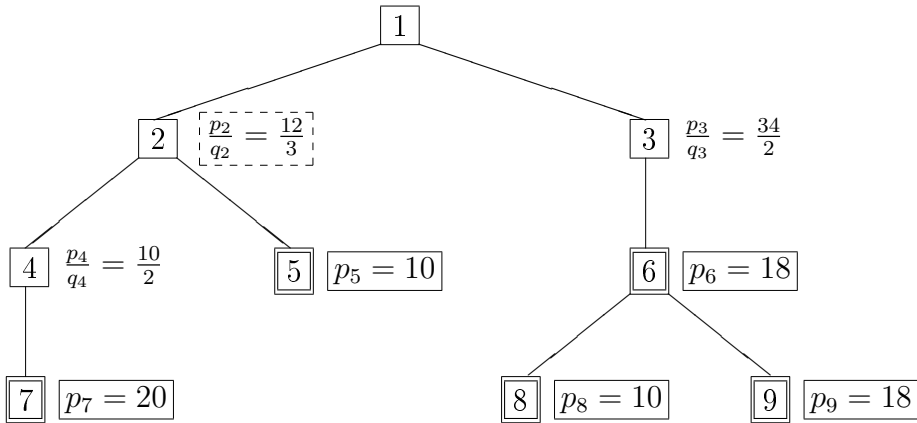 1
2 p₂/q₂ = 12/3 3 p₃/q₃ = 34/2
4 p₄/q₄ = 10/2 5 p₅ = 10 6 p₆ = 18
7 p₇ = 20 8 p₈ = 10 9 p₉ = 18